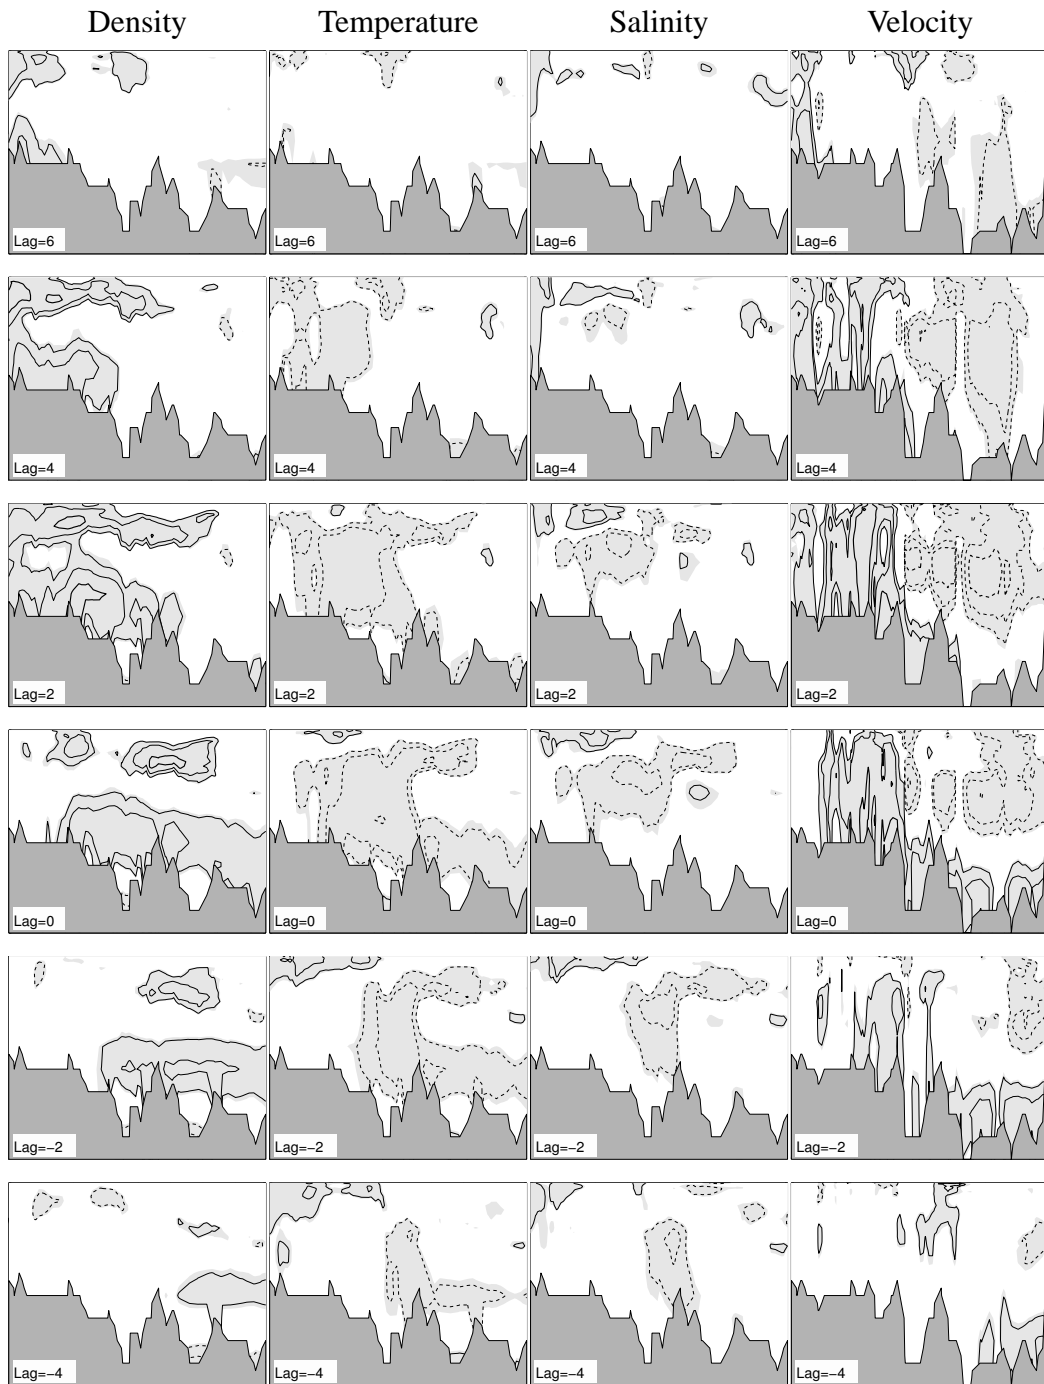 Density Temperature Salinity Velocity
Lag=6 Lag=6 Lag=6 Lag=6
Lag=4 Lag=4 Lag=4 Lag=4
Lag=2 Lag=2 Lag=2 Lag=2
Lag=0 Lag=0 Lag=0 Lag=0
Lag=−2 Lag=−2 Lag=−2 Lag=−2
Lag=−4 Lag=−4 Lag=−4 Lag=−4